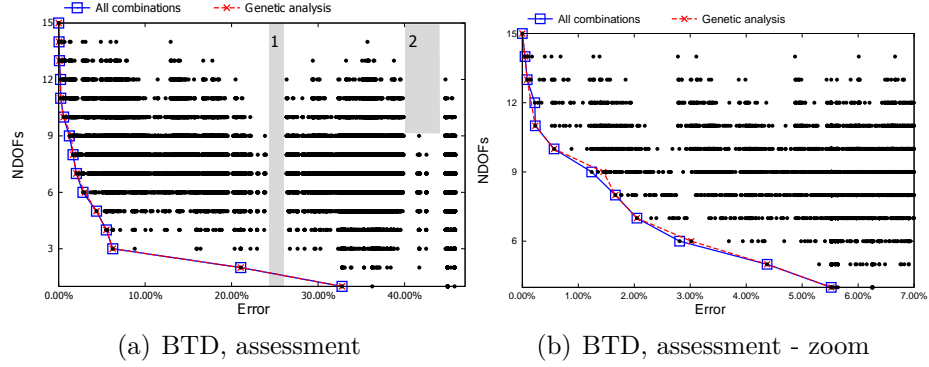 All combinations Genetic analysis
15
12
9
6
3
NDOFs
1
2
0.00% 10.00% 20.00% 30.00% 40.00%
Error
(a) BTD, assessment
All combinations Genetic analysis
15
12
9
6
NDOFs
0.00% 1.00% 2.00% 3.00% 4.00% 5.00% 6.00% 7.00%
Error
(b) BTD, assessment - zoom